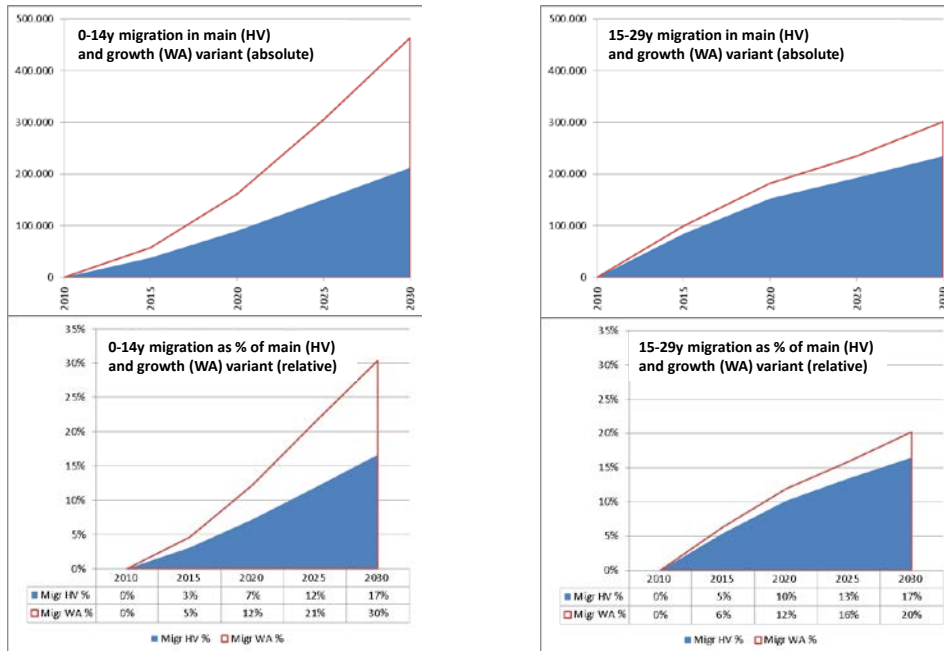 0-14y migration in main (HV)
and growth (WA) variant (absolute)
500.000
400.000
300.000
200.000
100.000
0
2010
2015
2020
2025
2030
15-29y migration in main (HV)
and growth (WA) variant (absolute)
500.000
400.000
300.000
200.000
100.000
0
2010
2015
2020
2025
2030
0-14y migration as % of main (HV)
and growth (WA) variant (relative)
35%
30%
25%
20%
15%
10%
5%
0%
2010 2015 2020 2025 2030
Migr HV % 0% 3% 7% 12% 17%
Migr WA % 0% 5% 12% 21% 30%
Migr HV % Migr WA %
15-29y migration as % of main (HV)
and growth (WA) variant (relative)
35%
30%
25%
20%
15%
10%
5%
0%
2010 2015 2020 2025 2030
Migr HV % 0% 5% 10% 13% 17%
Migr WA % 0% 6% 12% 16% 20%
Migr HV % Migr WA %